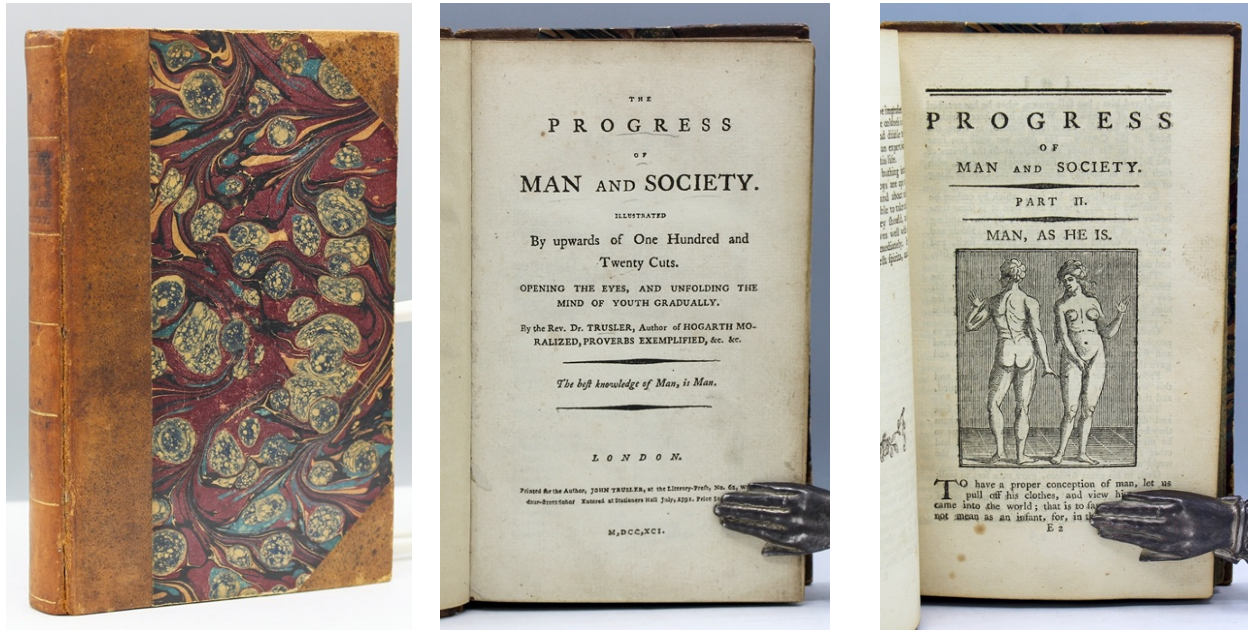 THE
PROGRESS
OF
MAN AND SOCIETY.
ILLUSTRATED
By upwards of One Hundred and
Twenty Cuts.
OPENING THE EYES, AND UNFOLDING THE
MIND OF YOUTH GRADUALLY.
By the Rev. Dr. TRUSLER, Author of HOGARTH MO-
RALIZED, PROVERBS EXEMPLIFIED, &c. &c.
The best knowledge of Man, is Man.
LONDON.
Printed for the Author, JOHN TRUSLER, at the Literary-Press, No. 62,
Entered at Stationers Hall July, 1791. Price
M,DCC,XCI.
PROGRESS
OF
MAN AND SOCIETY.
PART II.
MAN, AS HE IS.
To have a proper conception of man, let us
pull off his clothes, and view
came into the world; that is to
not mean as an infant, for, in
E 2